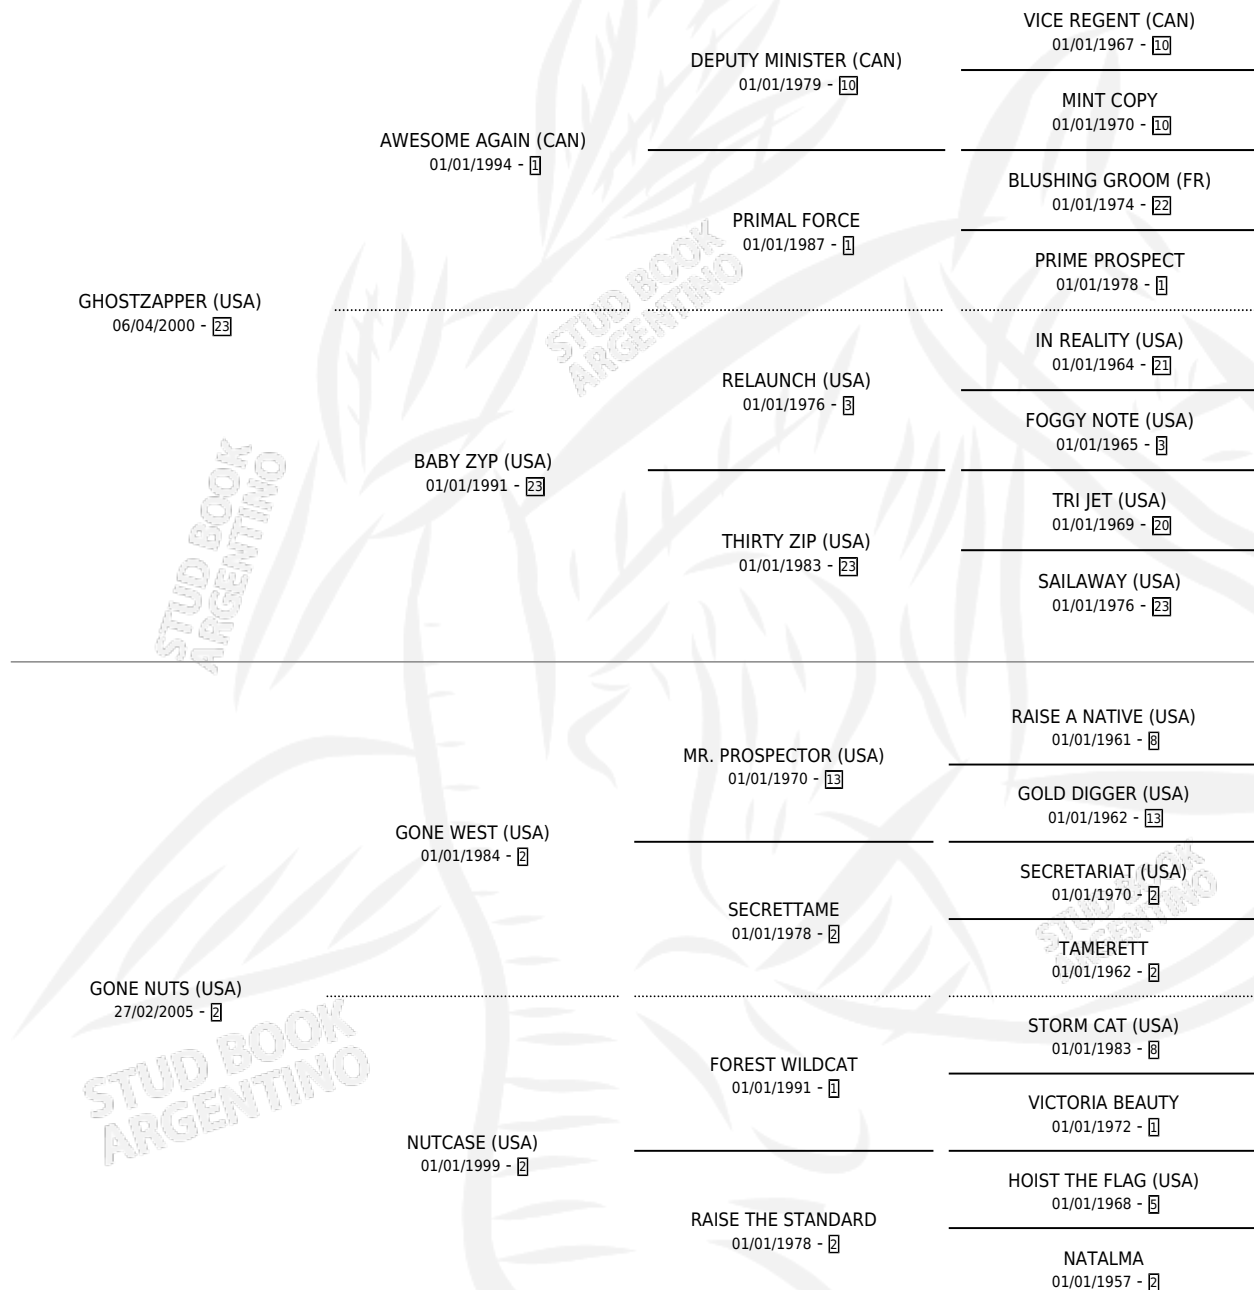 VICE REGENT (CAN)
01/01/1967 - 10
DEPUTY MINISTER (CAN)
01/01/1979 - 10
MINT COPY
01/01/1970 - 10
AWESOME AGAIN (CAN)
01/01/1994 - 1
BLUSHING GROOM (FR)
01/01/1974 - 22
PRIMAL FORCE
01/01/1987 - 1
PRIME PROSPECT
01/01/1978 - 1
GHOSTZAPPER (USA)
06/04/2000 - 23
STUD BOOK
ARGENTINO
IN REALITY (USA)
01/01/1964 - 21
RELAUNCH (USA)
01/01/1976 - 3
FOGGY NOTE (USA)
01/01/1965 - 3
BABY ZYP (USA)
01/01/1991 - 23
TRI JET (USA)
01/01/1969 - 20
THIRTY ZIP (USA)
01/01/1983 - 23
SAILAWAY (USA)
01/01/1976 - 23
STUD BOOK
ARGENTINO
RAISE A NATIVE (USA)
01/01/1961 - 8
MR. PROSPECTOR (USA)
01/01/1970 - 13
GOLD DIGGER (USA)
01/01/1962 - 13
GONE WEST (USA)
01/01/1984 - 2
SECRETARIAT (USA)
01/01/1970 - 2
SECRETTAME
01/01/1978 - 2
STUD BOOK
ARGENTINO
TAMERETT
01/01/1962 - 2
GONE NUTS (USA)
27/02/2005 - 2
STUD BOOK
ARGENTINO
STORM CAT (USA)
01/01/1983 - 8
FOREST WILDCAT
01/01/1991 - 1
VICTORIA BEAUTY
01/01/1972 - 1
NUTCASE (USA)
01/01/1999 - 2
HOIST THE FLAG (USA)
01/01/1968 - 5
RAISE THE STANDARD
01/01/1978 - 2
NATALMA
01/01/1957 - 2